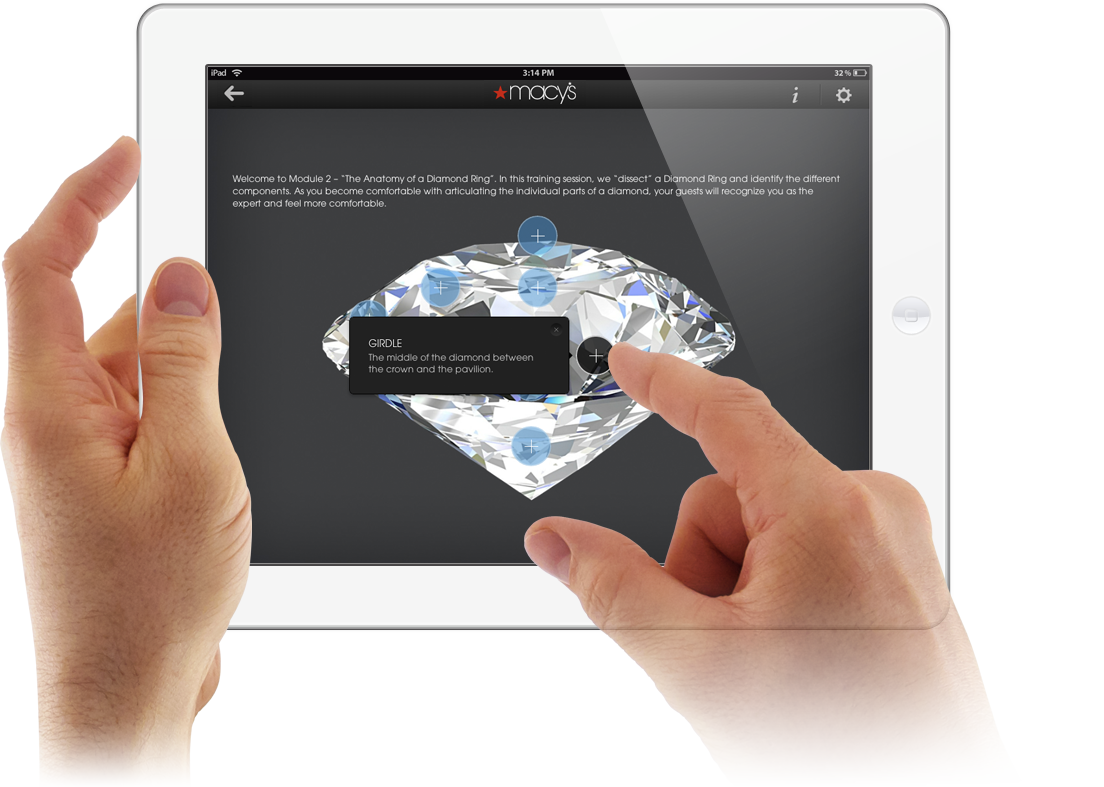 iPad 3:14 PM 32 %
macy's
Welcome to Module 2 – “The Anatomy of a Diamond Ring”. In this training session, we “dissect” a Diamond Ring and identify the different
components. As you become comfortable with articulating the individual parts of a diamond, your guests will recognize you as the
expert and feel more comfortable.
GIRDLE
The middle of the diamond between
the crown and the pavilion.